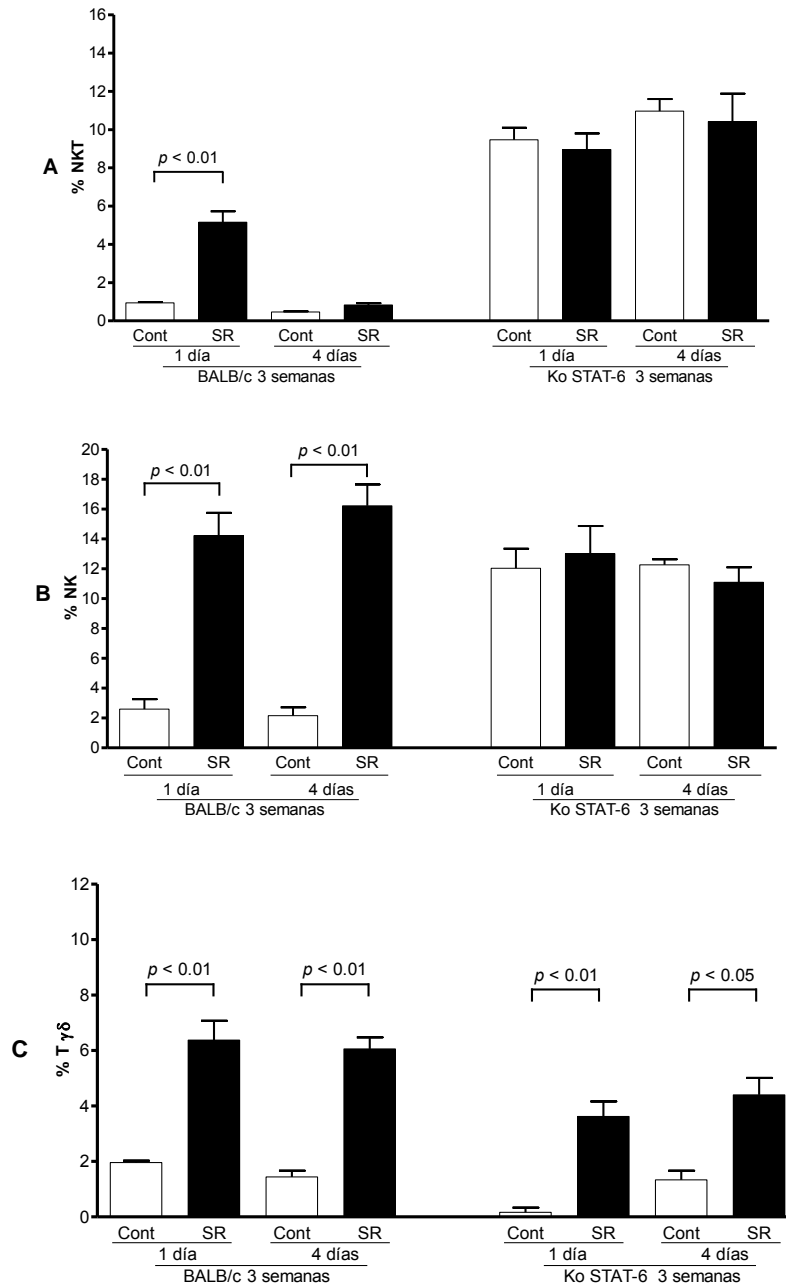 16
14
12
10
8
6
4
2
0
A
% NKT
p < 0.01
Cont SR Cont SR Cont SR Cont SR
1 día 4 días 1 día 4 días
BALB/c 3 semanas Ko STAT-6 3 semanas
20
18
16
14
12
10
8
6
4
2
0
B
% NK
p < 0.01 p < 0.01
Cont SR Cont SR Cont SR Cont SR
1 día 4 días 1 día 4 días
BALB/c 3 semanas Ko STAT-6 3 semanas
12
10
8
6
4
2
0
C
% T γδ
p < 0.01 p < 0.01 p < 0.01 p < 0.05
Cont SR Cont SR Cont SR Cont SR
1 día 4 días 1 día 4 días
BALB/c 3 semanas Ko STAT-6 3 semanas